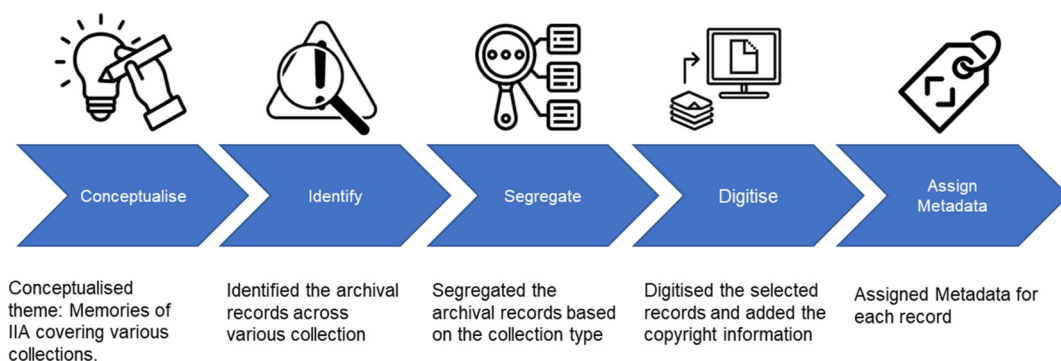 Conceptualise
Identify
Segregate
Digitise
Assign
Metadata
Conceptualised
theme: Memories of
IIA covering various
collections.
Identified the archival
records across
various collection
Segregated the
archival records based
on the collection type
Digitised the selected
records and added the
copyright information
Assigned Metadata for
each record